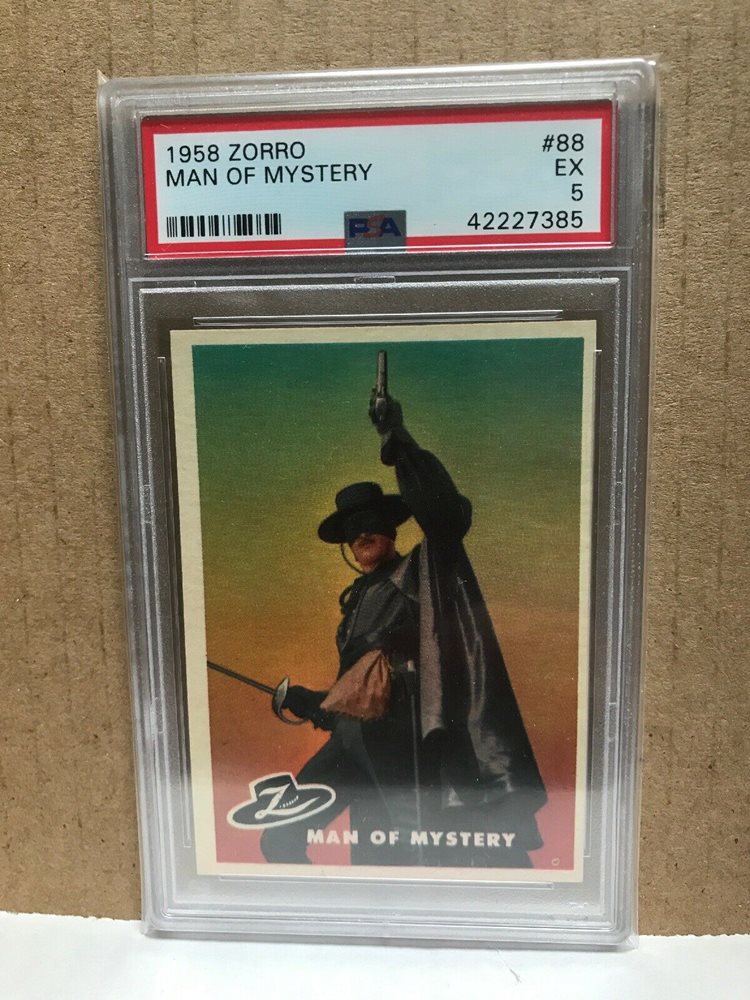 1958 ZORRO #88
MAN OF MYSTERY EX
5
PSA 42227385
Z
MAN OF MYSTERY